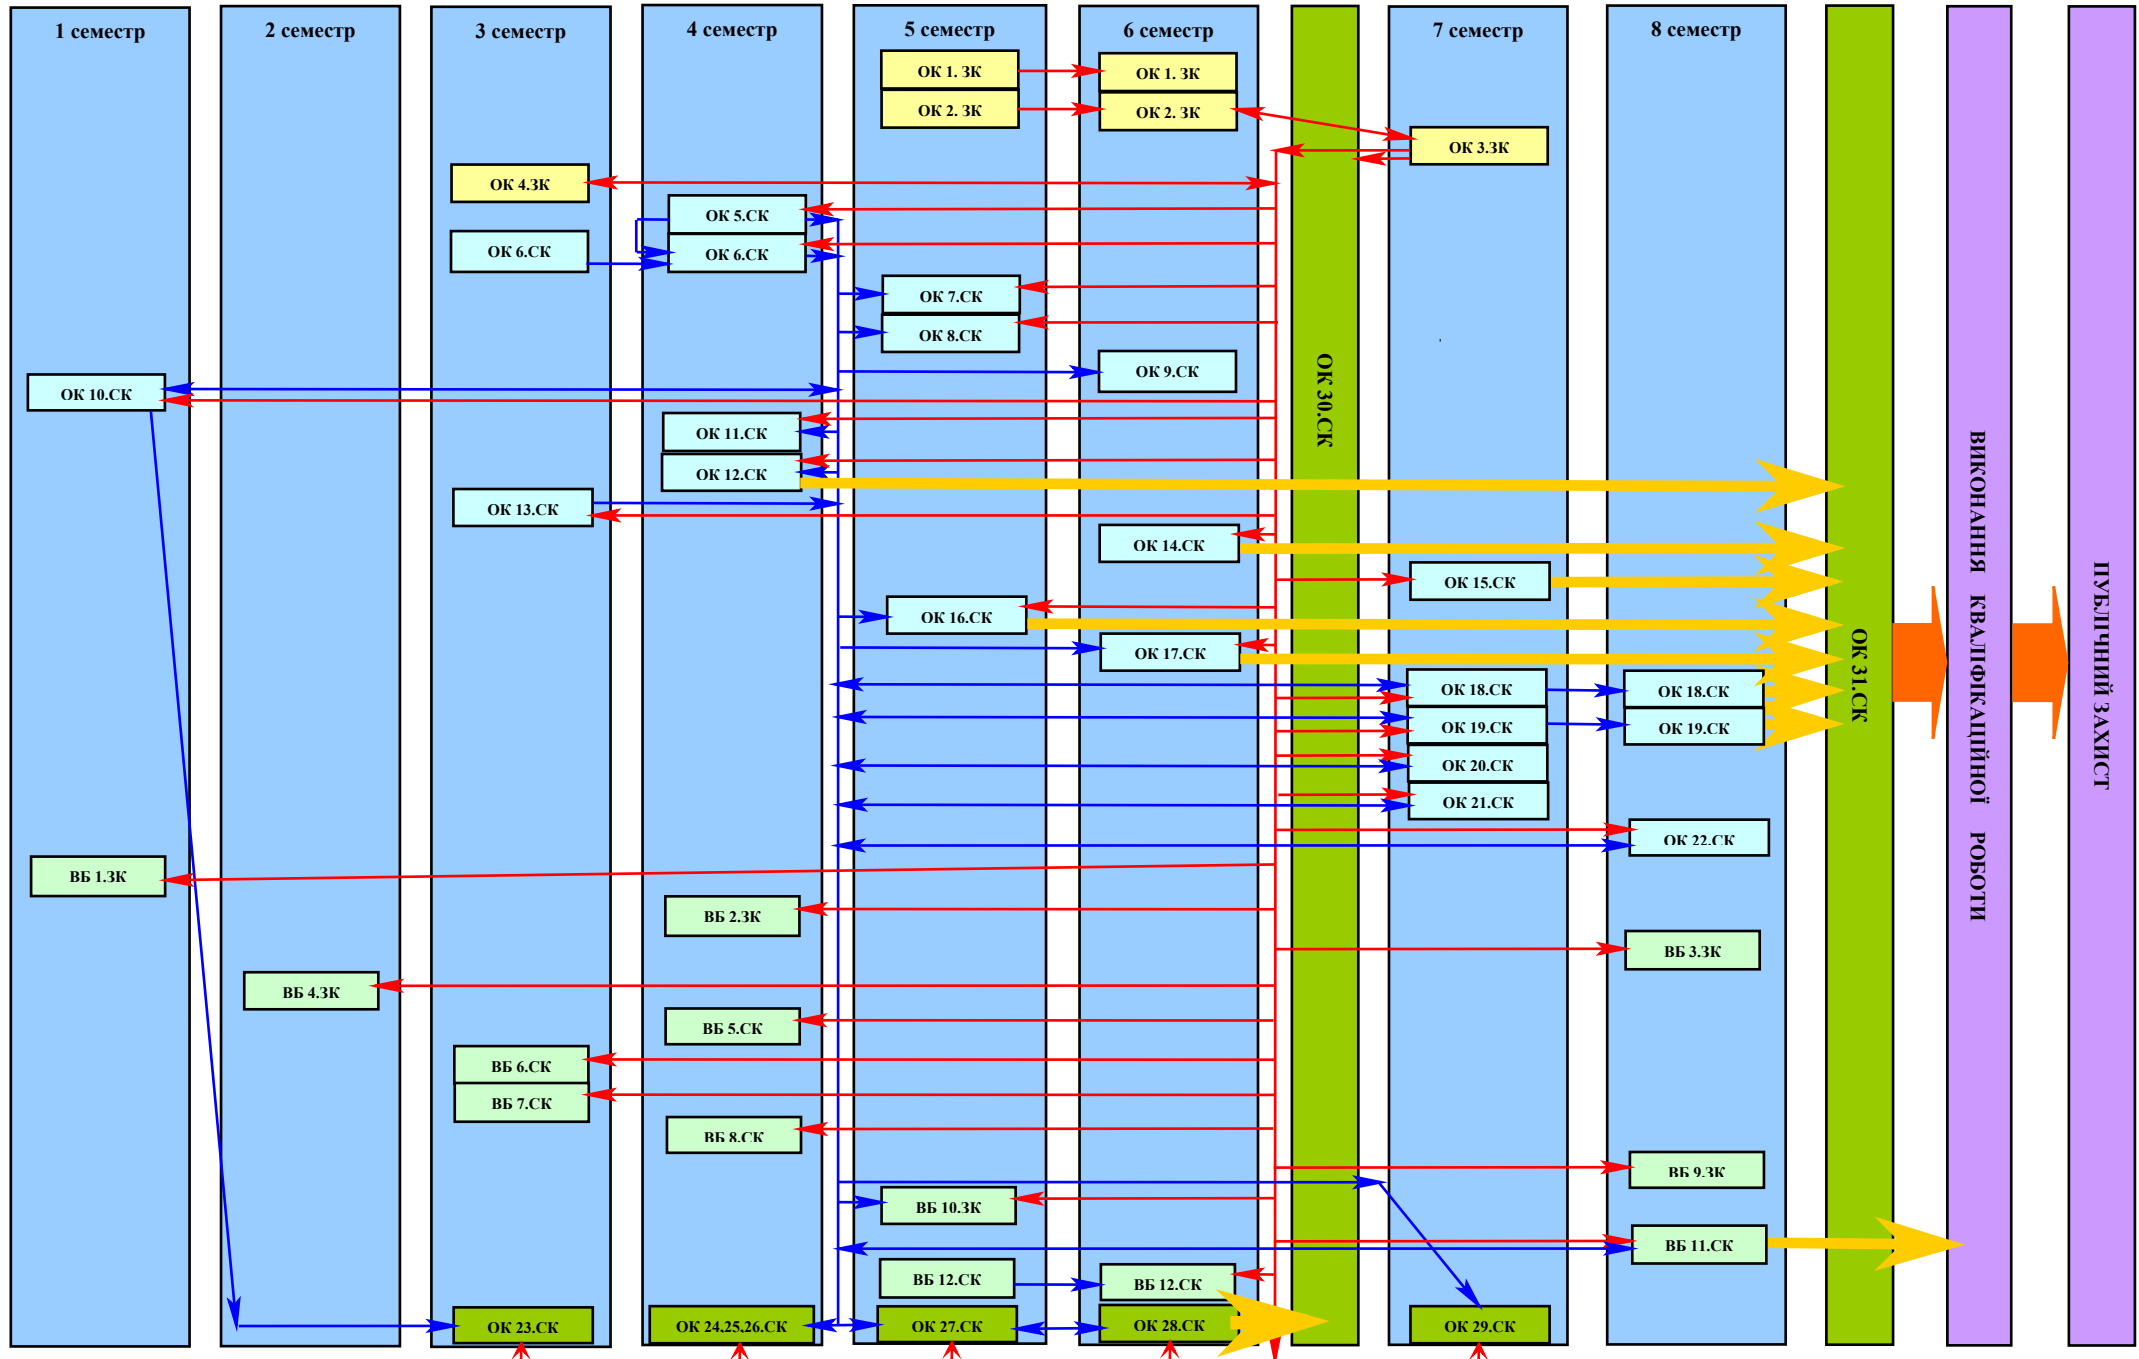 1 семестр
2 семестр
3 семестр
4 семестр
5 семестр
6 семестр
7 семестр
8 семестр
ОК 1. ЗК
ОК 1. ЗК
ОК 2. ЗК
ОК 2. ЗК
ОК 3.ЗК
ОК 4.ЗК
ОК 5.СК
ОК 6.СК
ОК 6.СК
ОК 7.СК
ОК 8.СК
ОК 9.СК
ОК 10.СК
ОК 11.СК
ОК 12.СК
ОК 13.СК
ОК 14.СК
ОК 15.СК
ОК 16.СК
ОК 17.СК
ОК 18.СК
ОК 18.СК
ОК 19.СК
ОК 19.СК
ОК 20.СК
ОК 21.СК
ОК 22.СК
ВБ 1.ЗК
ВБ 2.ЗК
ВБ 3.ЗК
ВБ 4.ЗК
ВБ 5.СК
ВБ 6.СК
ВБ 7.СК
ВБ 8.СК
ВБ 9.ЗК
ВБ 10.ЗК
ВБ 11.СК
ВБ 12.СК
ВБ 12.СК
ОК 23.СК
ОК 24,25,26.СК
ОК 27.СК
ОК 28.СК
ОК 29.СК
ОК 30.СК
ОК 31.СК
ВИКОНАННЯ КВАЛІФІКАЦІЙНОЇ РОБОТИ
ПУБЛІЧНИЙ ЗАХИСТ